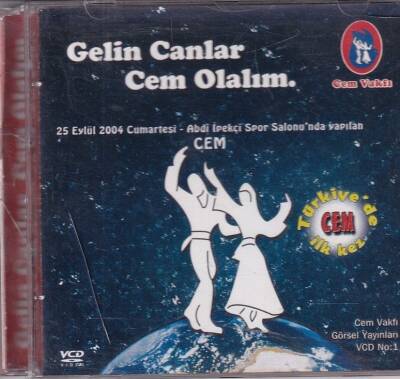 Gelin Canlar
Cem Olalım.
Cem Vakfı
25 Eylül 2004 Cumartesi - Abdi İpekçi Spor Salonu'nda yapılan
CEM
Türkiye'de
CEM
ilk kez
Cem Vakfı
Görsel Yayınları
VCD No:1
VCD